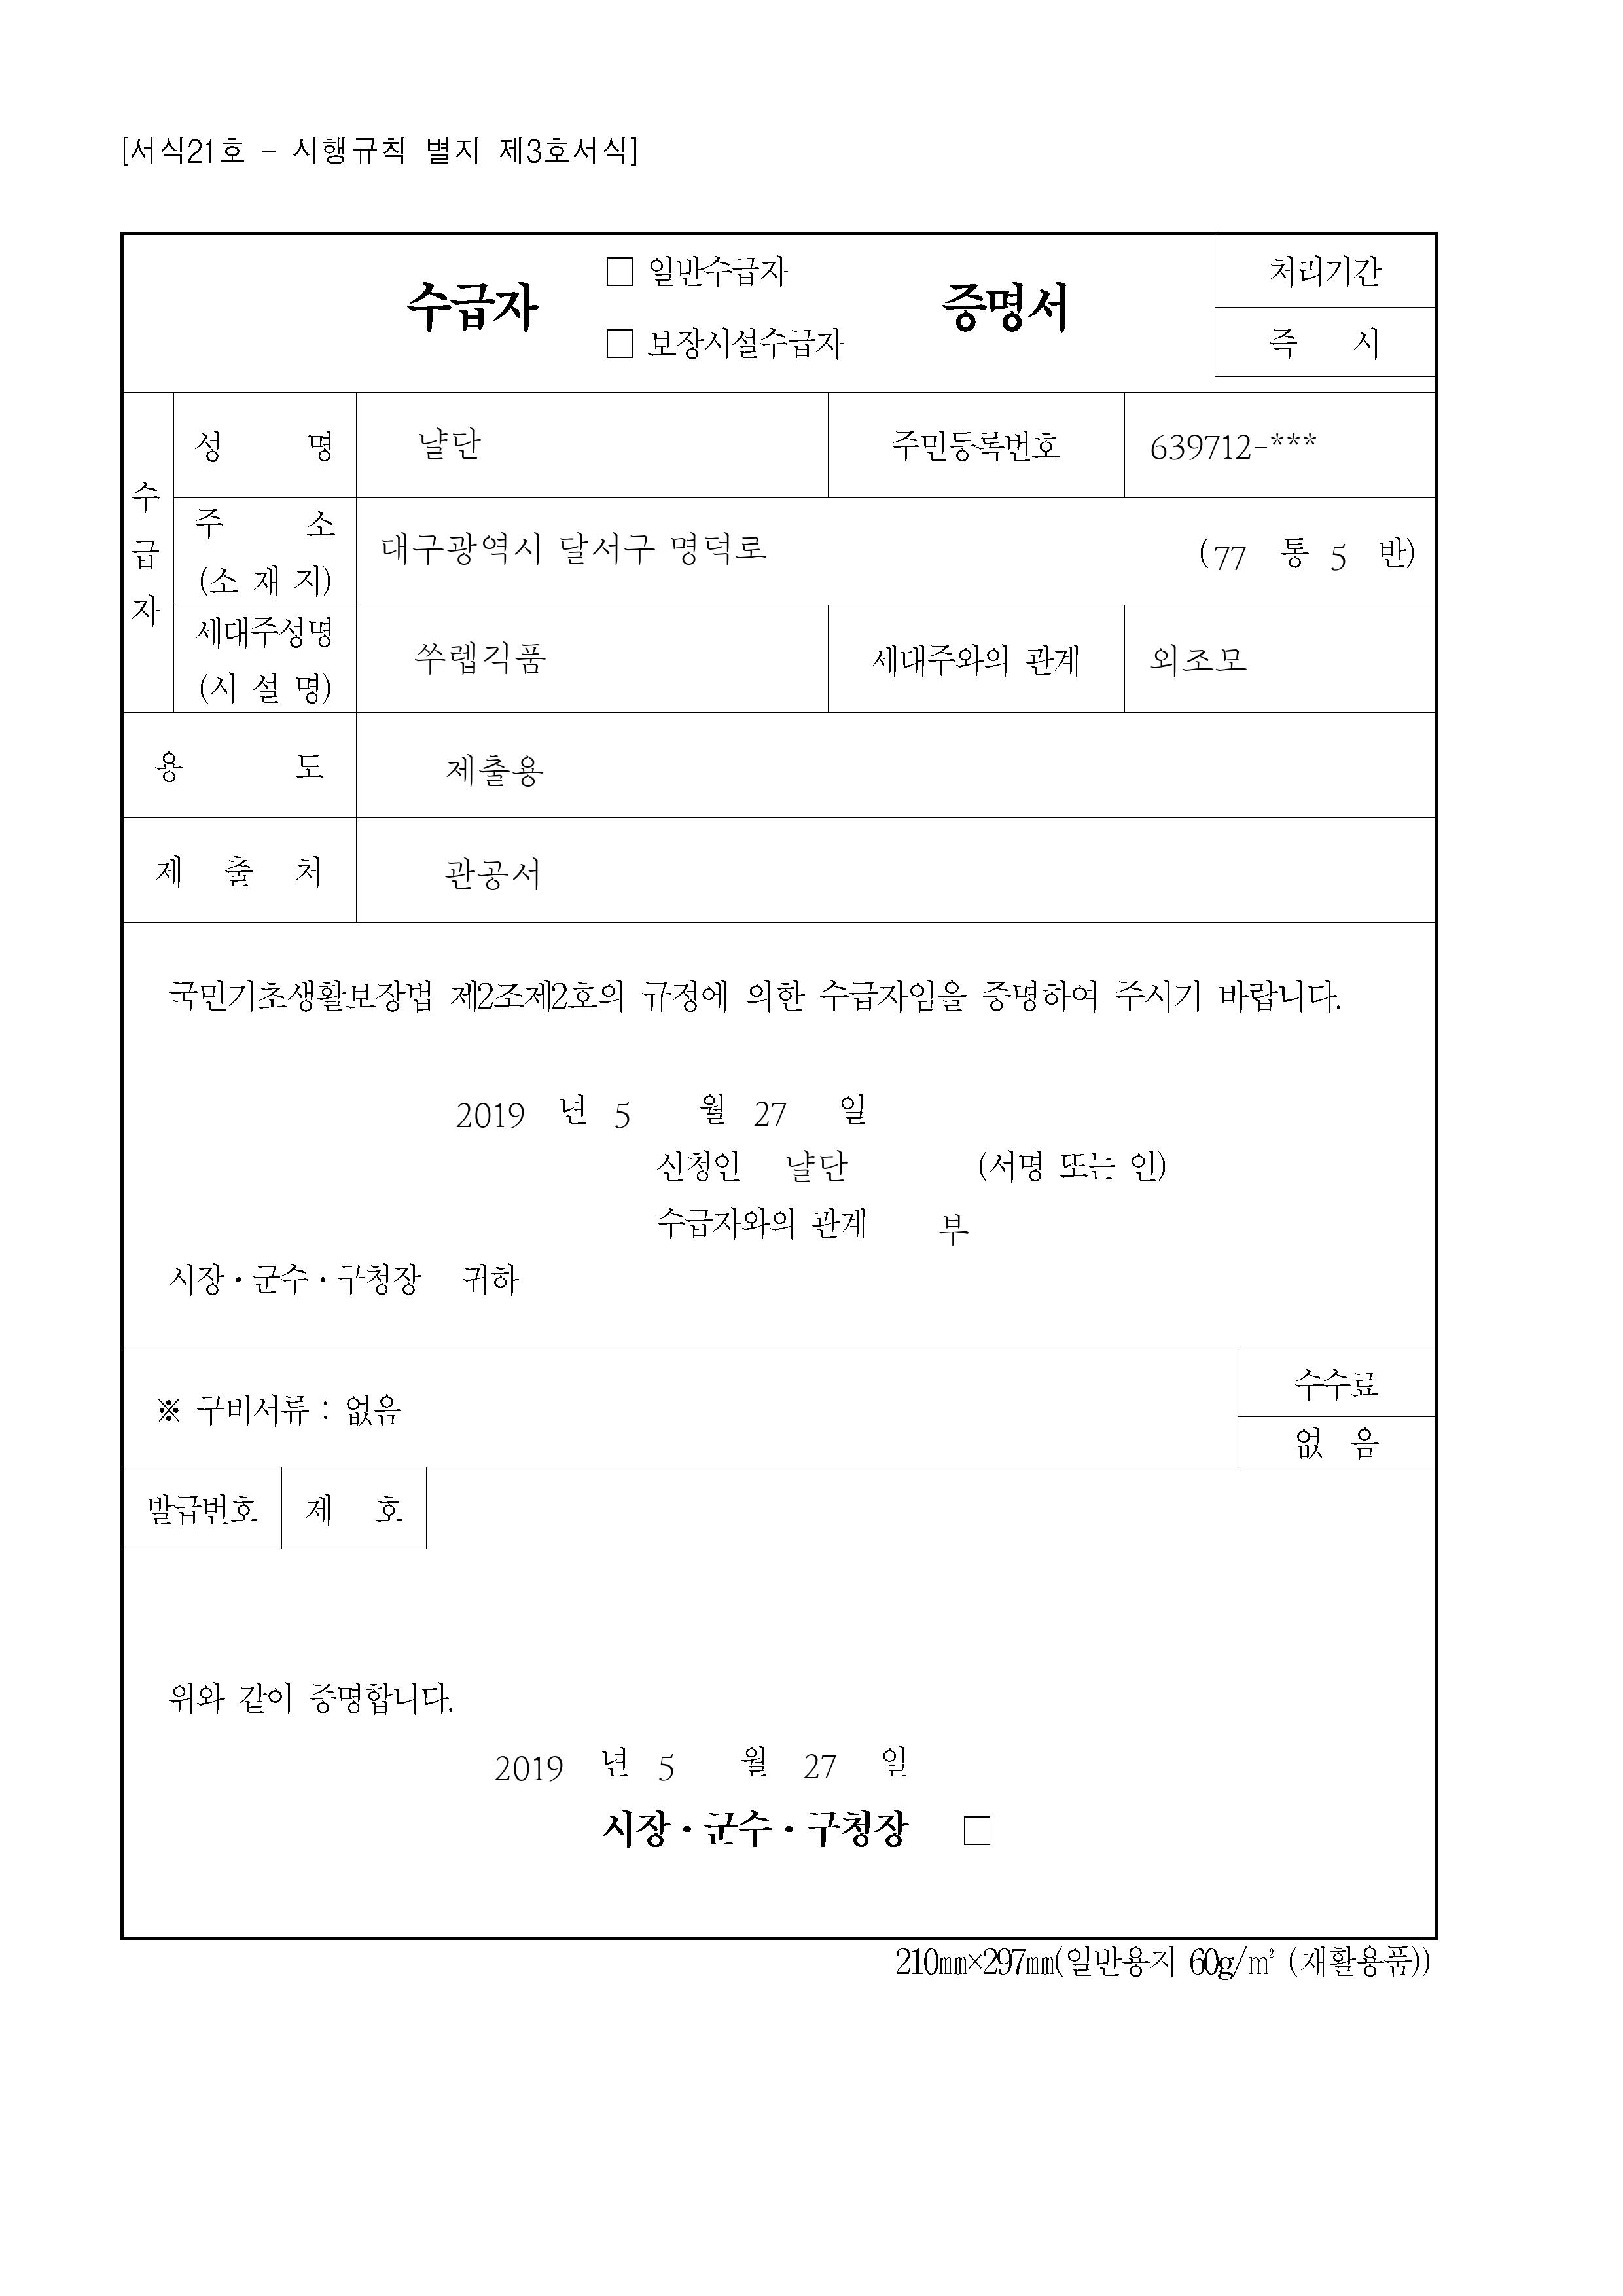 [서식21호 - 시행규칙 별지 제3호서식]
수급자 □ 일반수급자 □ 보장시설수급자 증명서
처리기간
즉 시
수급자
성 명 냘단 주민등록번호 639712-***
주 소 (소 재 지) 대구광역시 달서구 명덕로 (77 통 5 반)
세대주성명 (시 설 명) 쑤렙긱품 세대주와의 관계 외조모
용 도 제출용
제 출 처 관공서
국민기초생활보장법 제2조제2호의 규정에 의한 수급자임을 증명하여 주시기 바랍니다.
2019 년 5 월 27 일
신청인 냘단 (서명 또는 인)
수급자와의 관계 부
시장·군수·구청장 귀하
※ 구비서류 : 없음
수수료
없 음
발급번호 제 호
위와 같이 증명합니다.
2019 년 5 월 27 일
시장·군수·구청장 □
210㎜×297㎜(일반용지 60g/㎡ (재활용품))